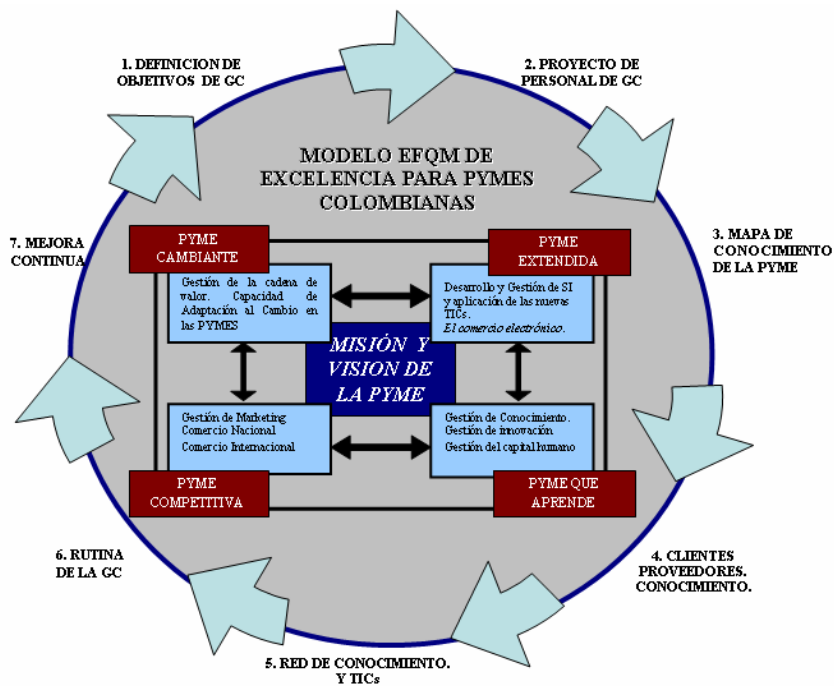 1. DEFINICION DE
OBJETIVOS DE GC
2. PROYECTO DE
PERSONAL DE GC
MODELO EFQM DE
EXCELENCIA PARA PYMES
COLOMBIANAS
7. MEJORA
CONTINUA
3. MAPA DE
CONOCIMIENTO
DE LA PYME
PYME
CAMBIANTE
PYME
EXTENDIDA
Gestión de la cadena de
valor. Capacidad de
Adaptación al Cambio en
las PYMES
Desarrollo y Gestión de SI
y aplicación de las nuevas
TICs.
El comercio electrónico.
MISIÓN Y
VISION DE
LA PYME
Gestión de Marketing
Comercio Nacional
Comercio Internacional
Gestión de Conocimiento.
Gestión de innovación
Gestión del capital humano
PYME
COMPETITIVA
PYME QUE
APRENDE
6. RUTINA
DE LA GC
4. CLIENTES
PROVEEDORES.
CONOCIMIENTO.
5. RED DE CONOCIMIENTO.
Y TICs